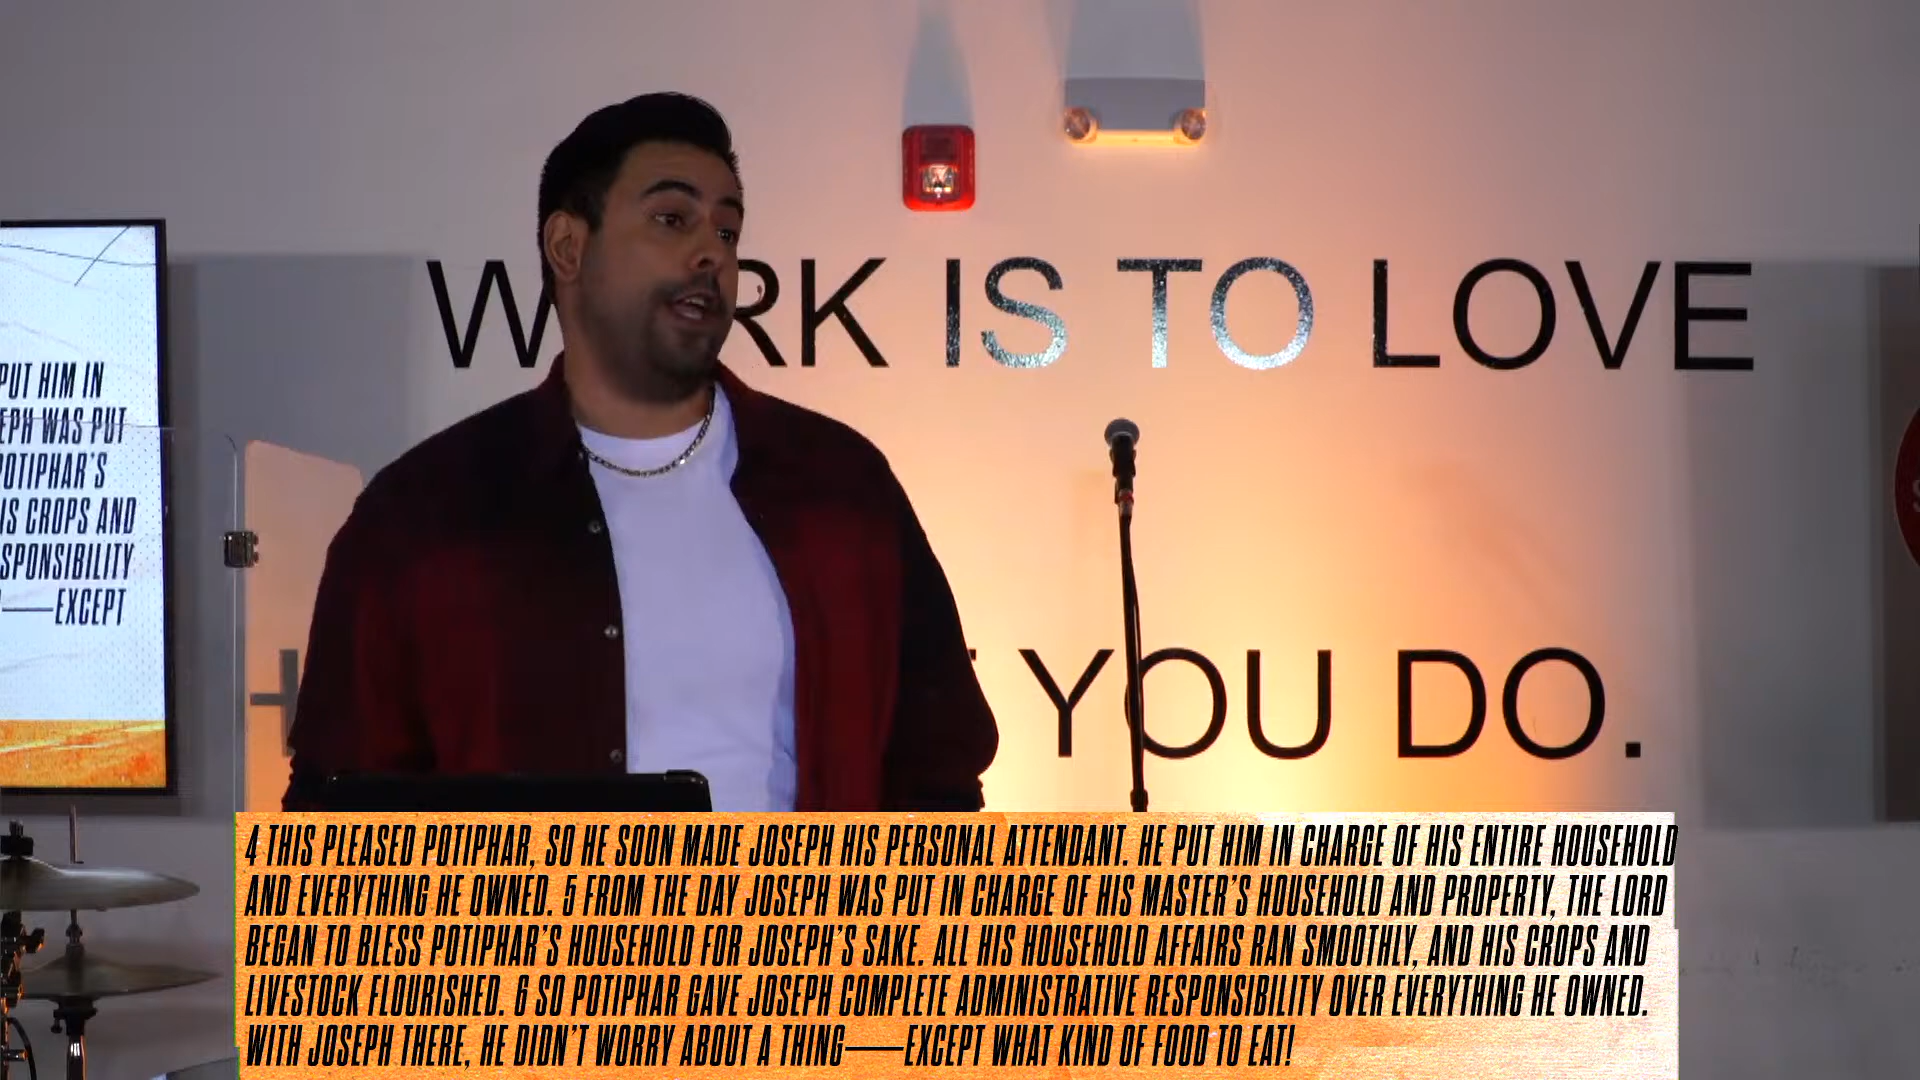 W RK IS TO LOVE
YOU DO.
PUT HIM IN
WAS PUT
POTIPHAR'S
CROPS AND
——EXCEPT
4 THIS PLEASED POTIPHAR, SO HE SOON MADE JOSEPH HIS PERSONAL ATTENDANT. HE PUT HIM IN CHARGE OF HIS ENTIRE HOUSEHOLD
AND EVERYTHING HE OWNED. 5 FROM THE DAY JOSEPH WAS PUT IN CHARGE OF HIS MASTER'S HOUSEHOLD AND PROPERTY, THE LORD
BEGAN TO BLESS POTIPHAR'S HOUSEHOLD FOR JOSEPH'S SAKE. ALL HIS HOUSEHOLD AFFAIRS RAN SMOOTHLY, AND HIS CROPS AND
LIVESTOCK FLOURISHED. 6 SO POTIPHAR GAVE JOSEPH COMPLETE ADMINISTRATIVE RESPONSIBILITY OVER EVERYTHING HE OWNED.
WITH JOSEPH THERE, HE DIDN'T WORRY ABOUT A THING——EXCEPT WHAT KIND OF FOOD TO EAT!